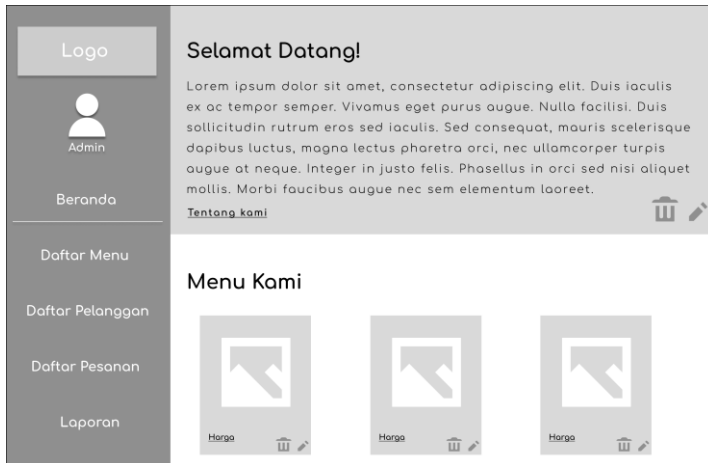 Logo
Admin
Beranda
Daftar Menu
Daftar Pelanggan
Daftar Pesanan
Laporan
Selamat Datang!
Lorem ipsum dolor sit amet, consectetur adipiscing elit. Duis iaculis
ex ac tempor semper. Vivamus eget purus augue. Nulla facilisi. Duis
sollicitudin rutrum eros sed iaculis. Sed consequat, mauris scelerisque
dapibus luctus, magna lectus pharetra orci, nec ullamcorper turpis
augue at neque. Integer in justo felis. Phasellus in orci sed nisi aliquet
mollis. Morbi faucibus augue nec sem elementum laoreet.
Tentang kami
Menu Kami
Harga
Harga
Harga